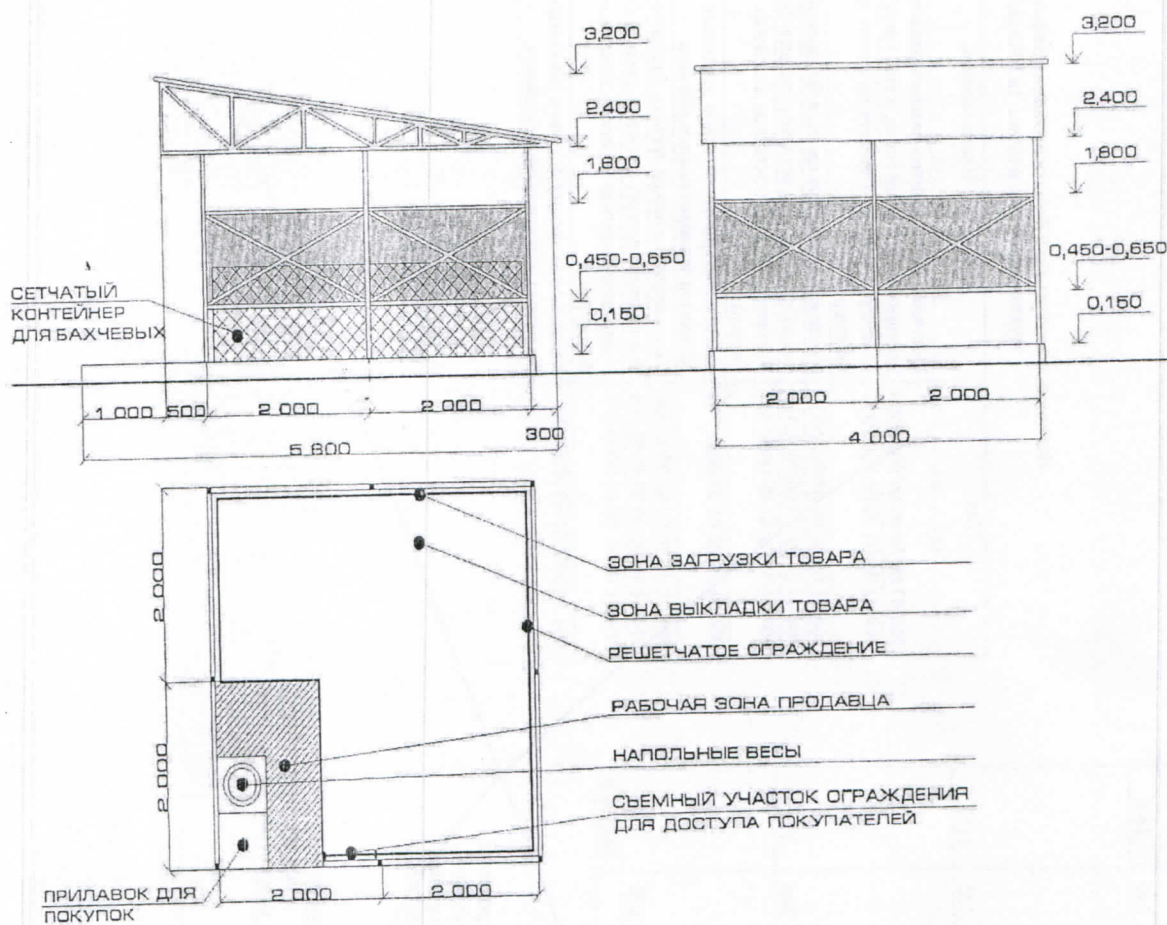 3,200
2,400
1,800
0,450-0,650
0,150
3,200
2,400
1,800
0,450-0,650
0,150
СЕТЧАТЫЙ
КОНТЕЙНЕР
ДЛЯ БАХЧЕВЫХ
1 000 500 2 000 2 000
300
5 800
2 000 2 000
4 000
2 000
2 000
ЗОНА ЗАГРУЗКИ ТОВАРА
ЗОНА ВЫКЛАДКИ ТОВАРА
РЕШЕТЧАТОЕ ОГРАЖДЕНИЕ
РАБОЧАЯ ЗОНА ПРОДАВЦА
НАПОЛЬНЫЕ ВЕСЫ
СЪЕМНЫЙ УЧАСТОК ОГРАЖДЕНИЯ
ДЛЯ ДОСТУПА ПОКУПАТЕЛЕЙ
2 000 2 000
ПРИЛАВОК ДЛЯ
ПОКУПОК